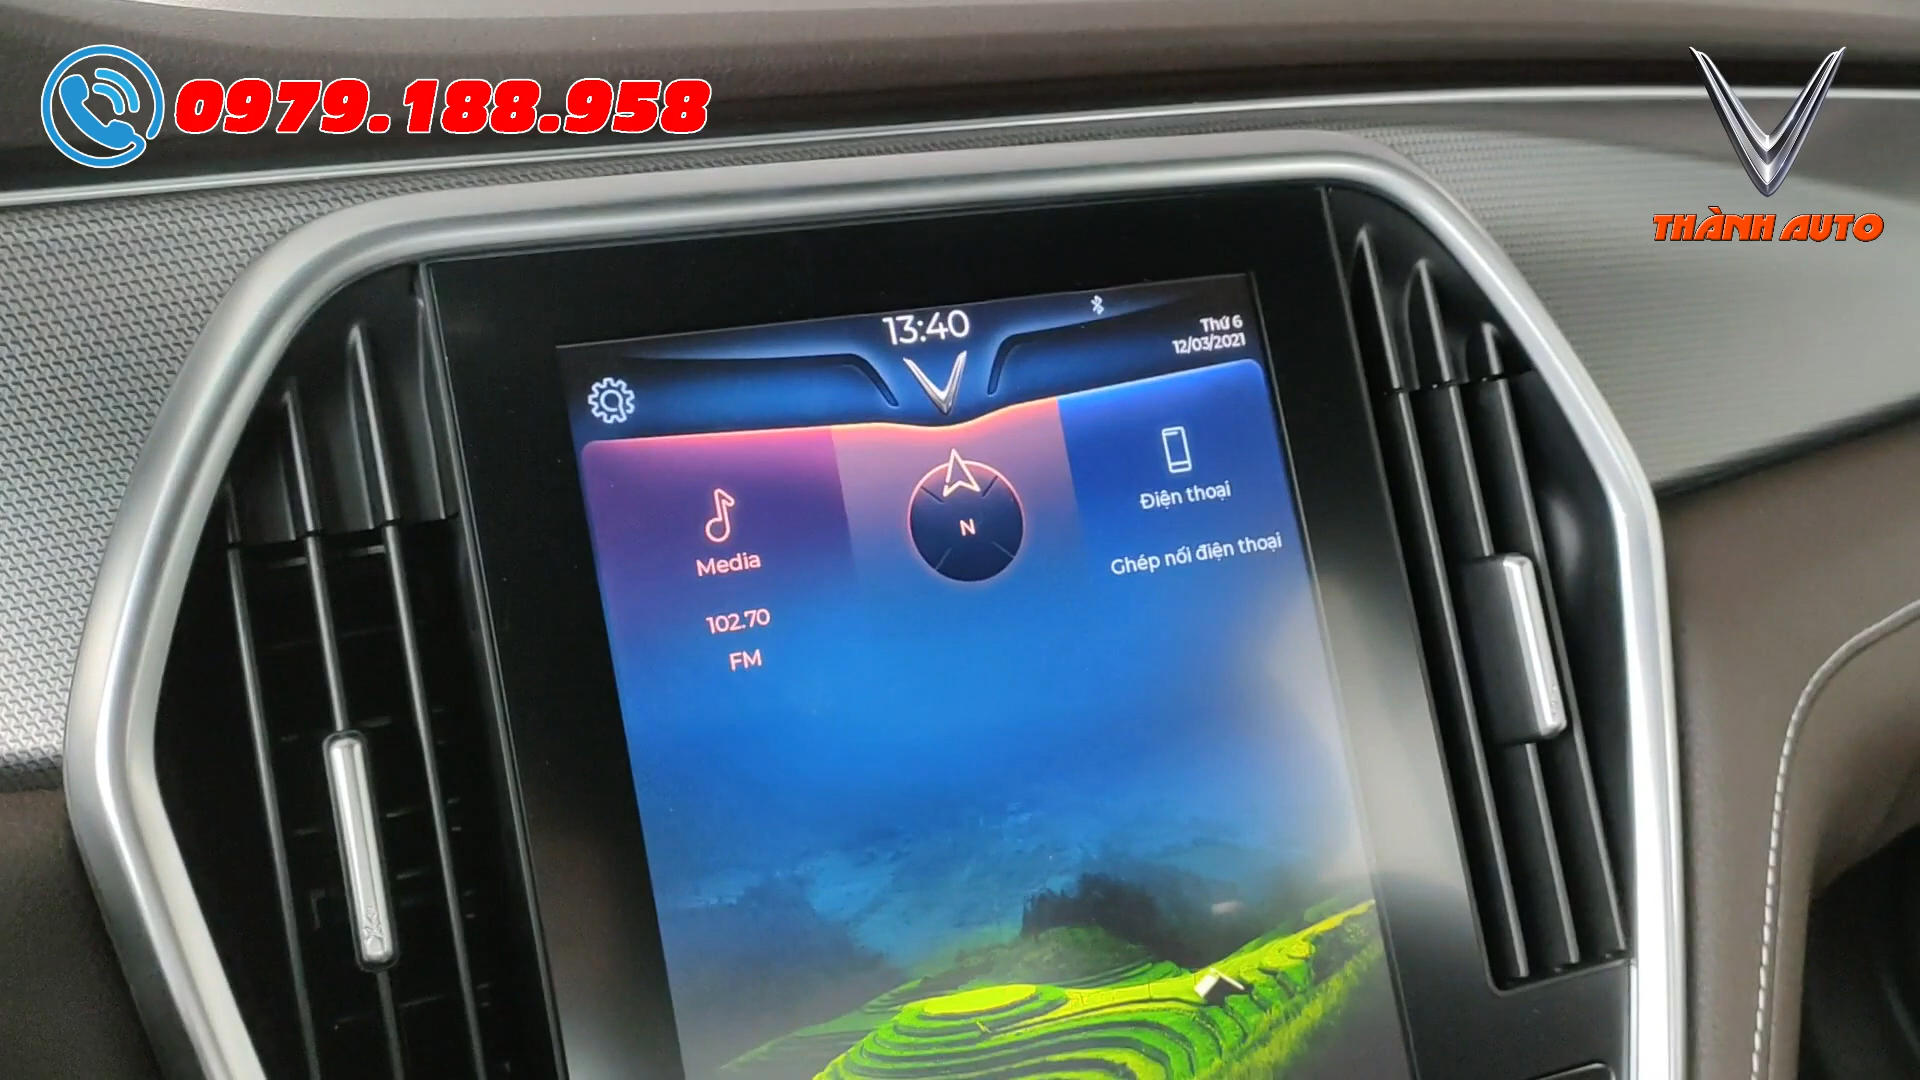 0979.188.958
THÀNH AUTO
13:40
Thứ 6
12/03/2021
Media
102.70
FM
N
Điện thoại
Ghép nối điện thoại